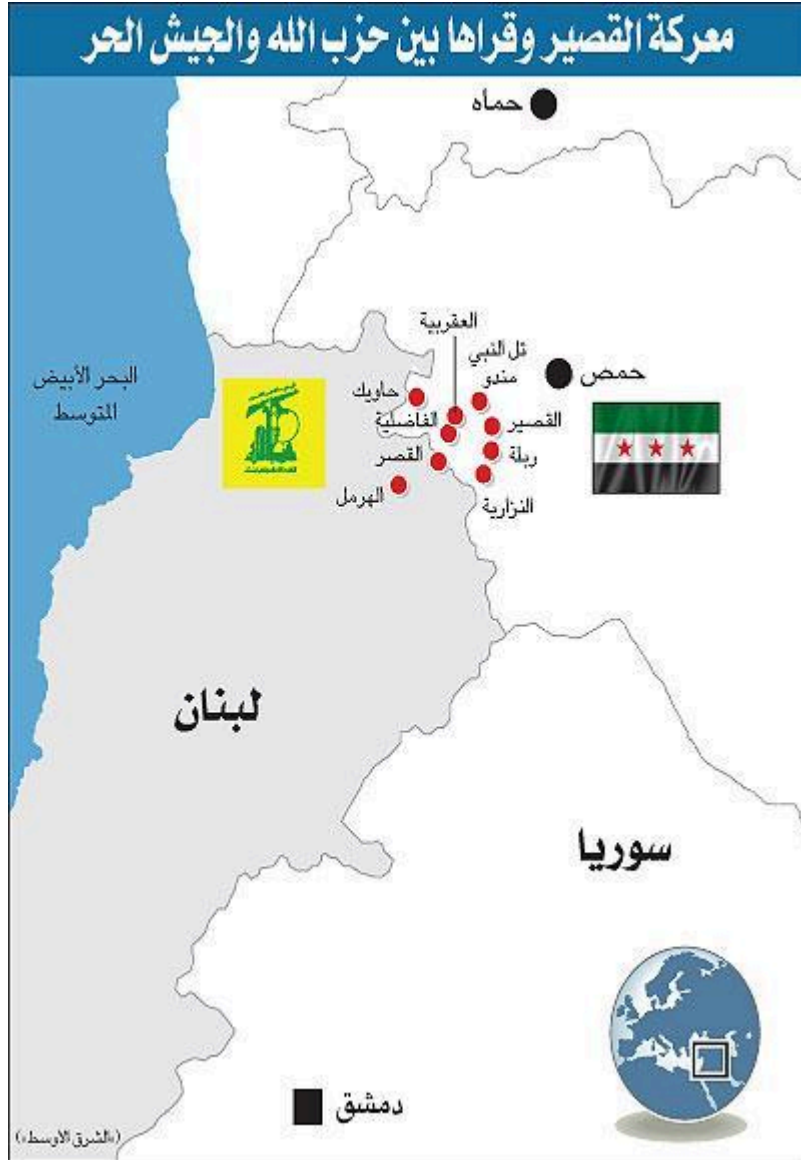 معركة القصير وقراها بين حزب الله والجيش الحر
حماه
العقربية
تل النبي
مندو
حمص
البحر الأبيض
المتوسط
حاويك
الفاضلية
القصير
القصر
ربلة
الهرمل
النزارية
لبنان
سوريا
دمشق
(«الشرق الاوسط»)